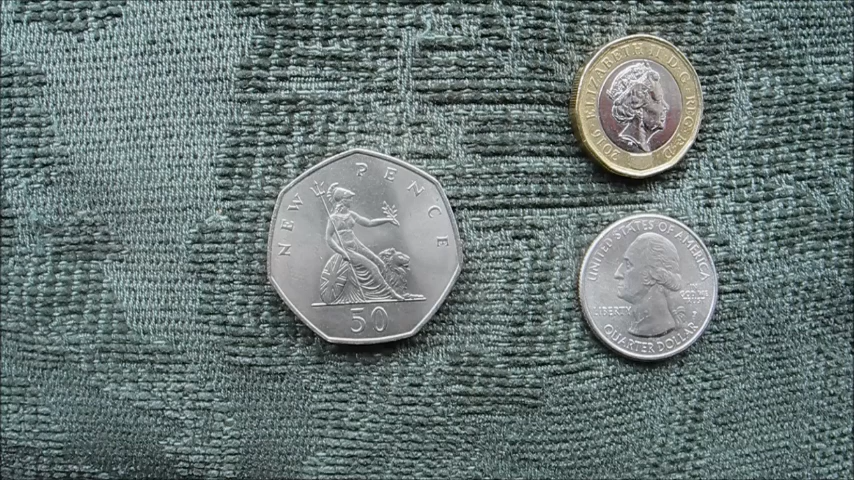 NEW PENCE
50
ELIZABETH II D·G·REG·F·D·
2016
UNITED STATES OF AMERICA
LIBERTY
IN
GOD WE
TRUST
P
QUARTER DOLLAR